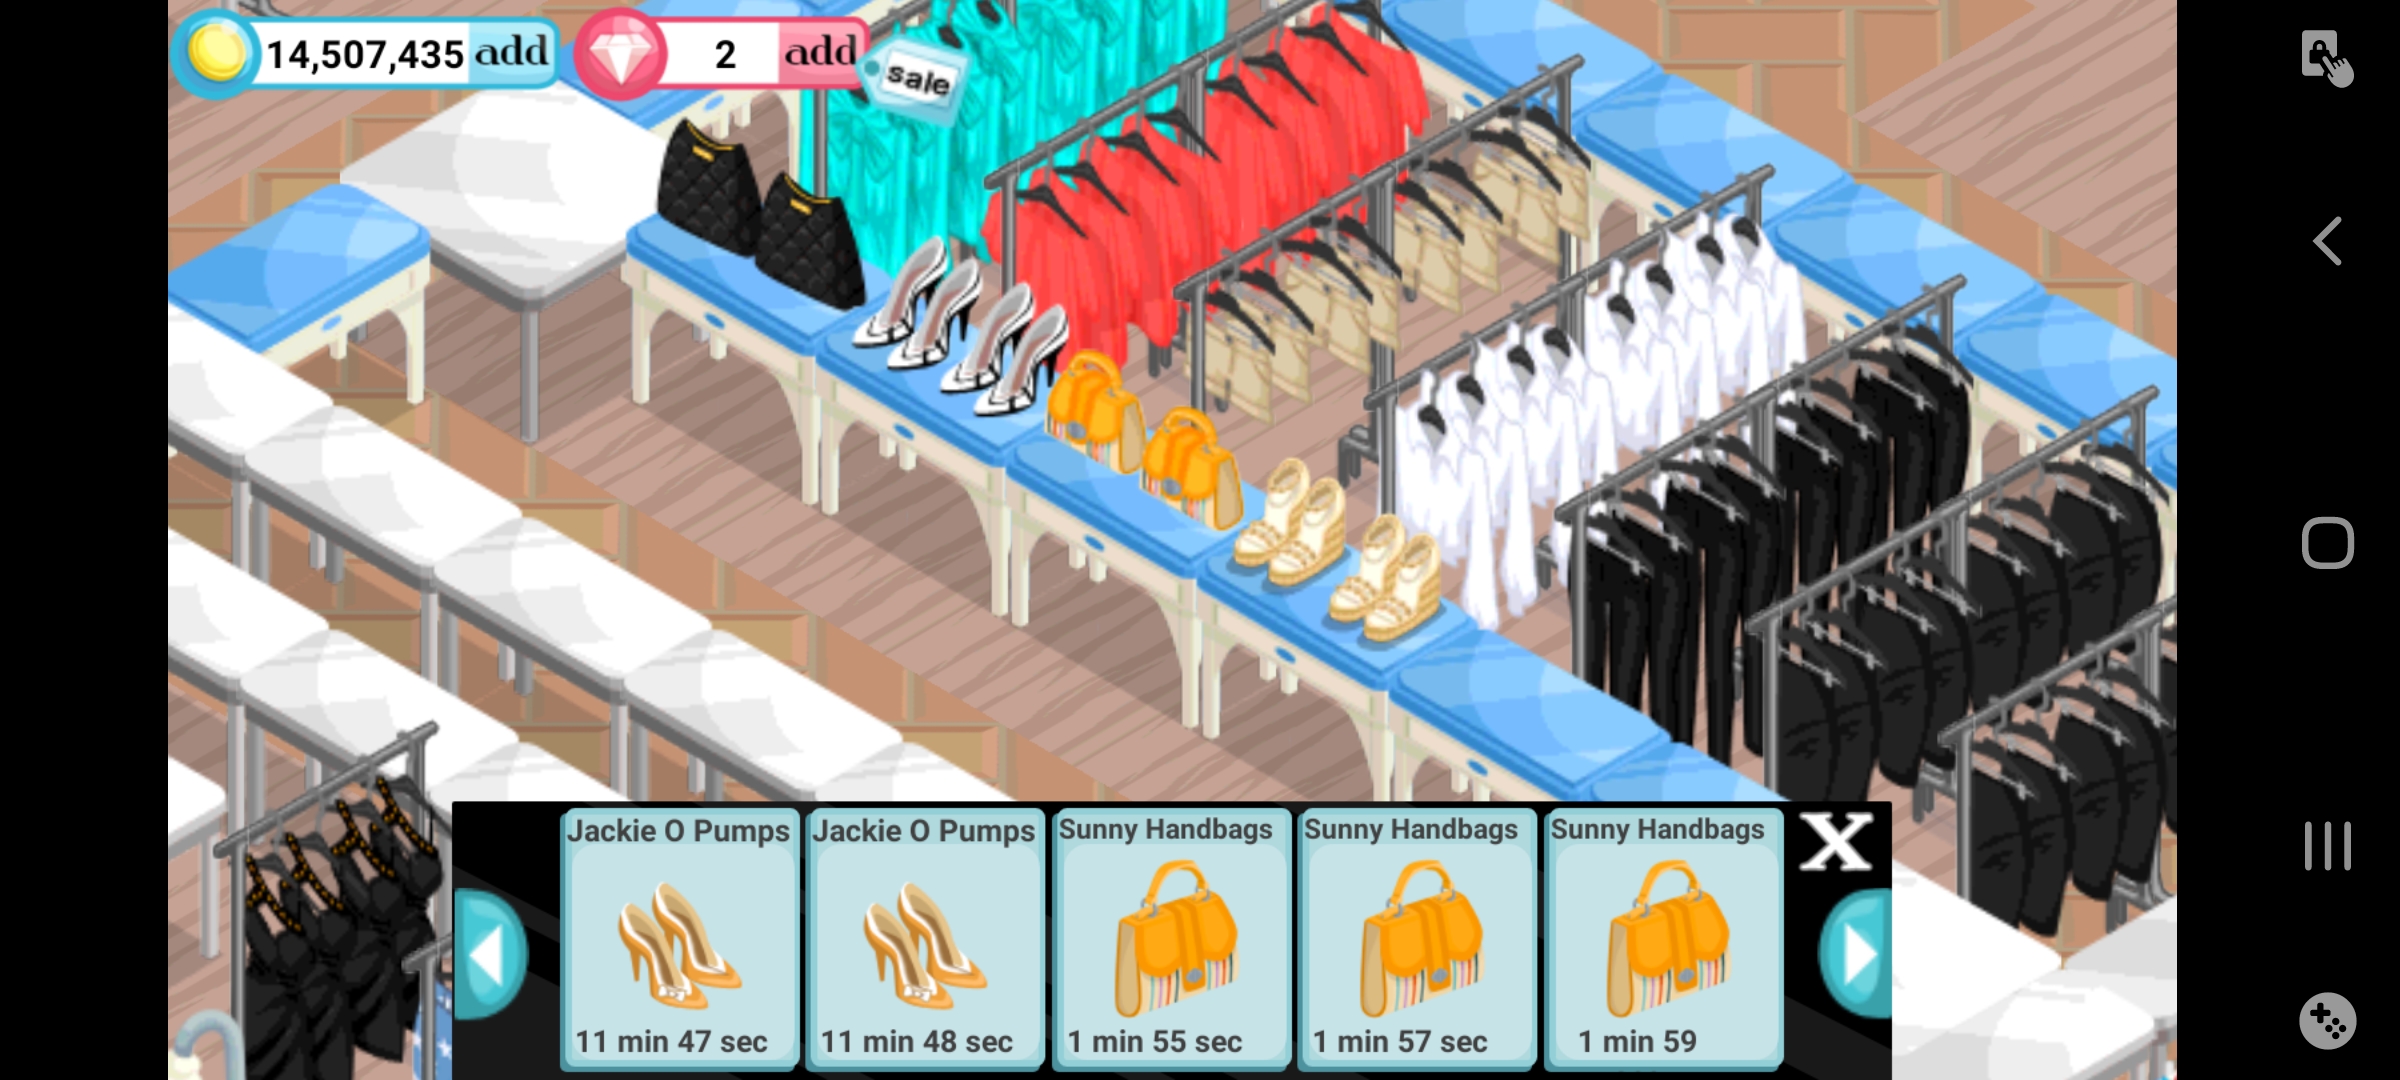 14,507,435 add
2 add
sale
Jackie O Pumps
11 min 47 sec
Jackie O Pumps
11 min 48 sec
Sunny Handbags
1 min 55 sec
Sunny Handbags
1 min 57 sec
Sunny Handbags
1 min 59
X